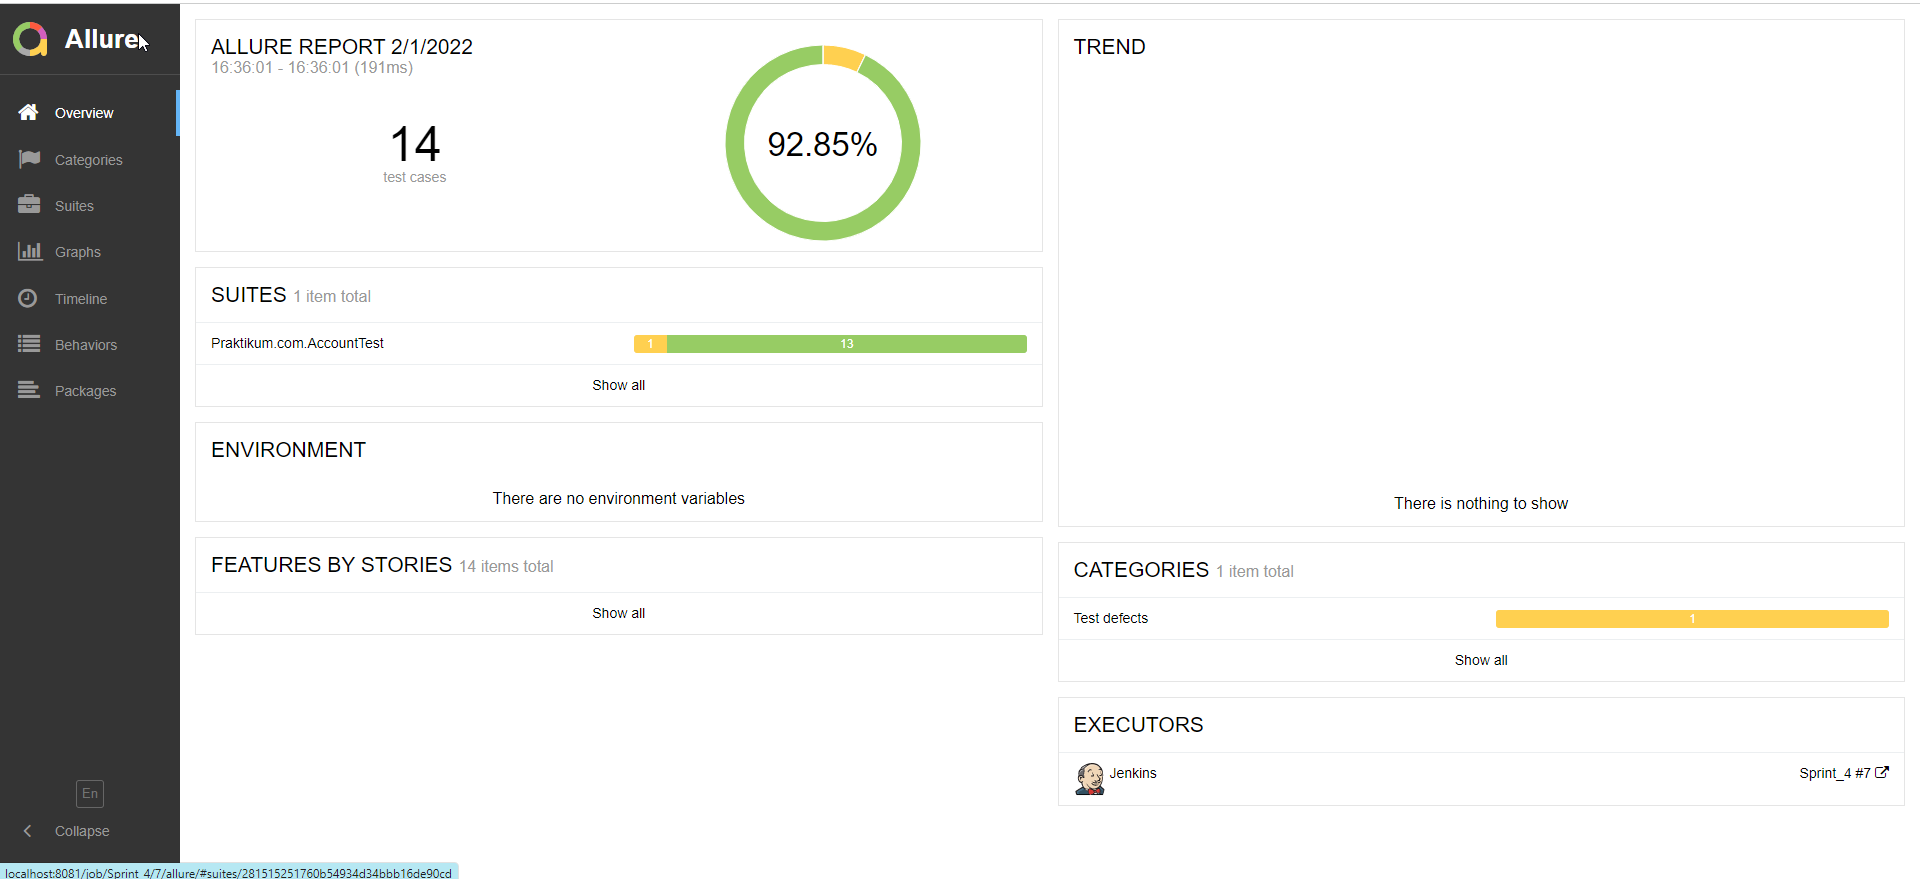 Allure
Overview
Categories
Suites
Graphs
Timeline
Behaviors
Packages
En
Collapse
ALLURE REPORT 2/1/2022
16:36:01 - 16:36:01 (191ms)
14
test cases
92.85%
SUITES 1 item total
Praktikum.com.AccountTest 1 13
Show all
ENVIRONMENT
There are no environment variables
FEATURES BY STORIES 14 items total
Show all
TREND
There is nothing to show
CATEGORIES 1 item total
Test defects 1
Show all
EXECUTORS
Jenkins Sprint_4 #7
localhost:8081/job/Sprint_4/7/allure/#suites/281515251760b54934d34bbb16de90cd